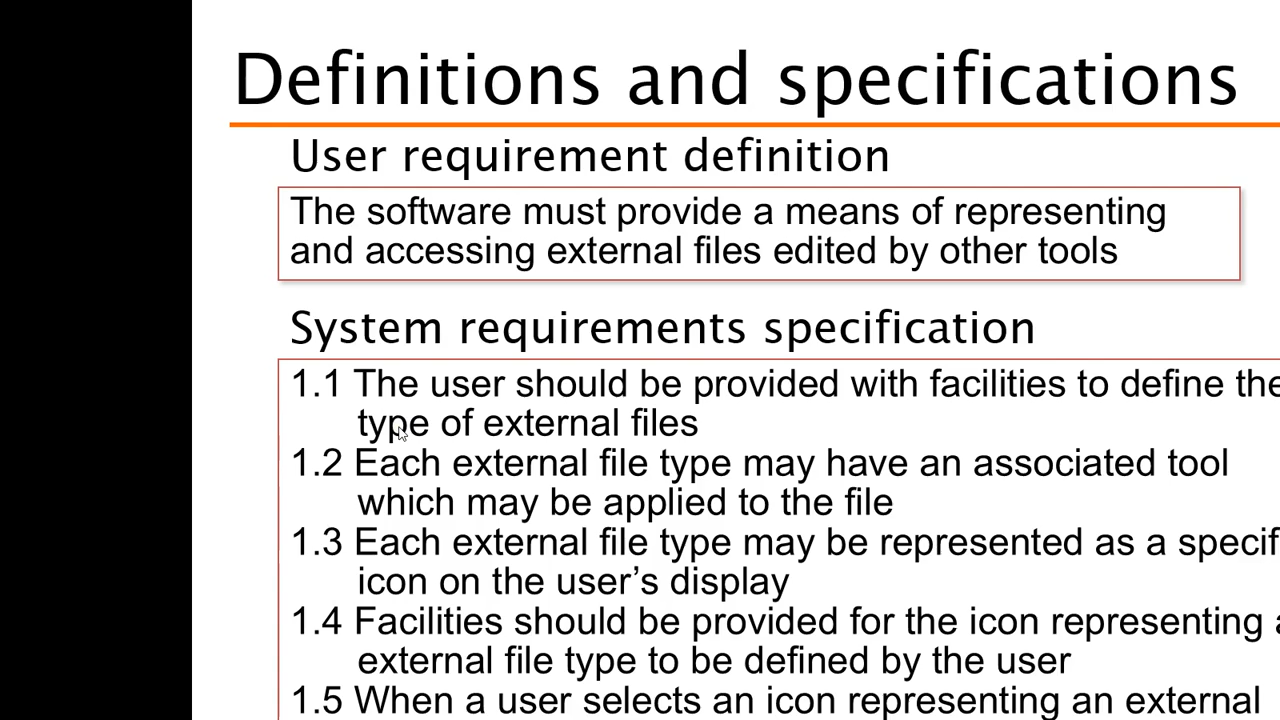 Definitions and specifications
User requirement definition
The software must provide a means of representing
and accessing external files edited by other tools
System requirements specification
1.1 The user should be provided with facilities to define the
type of external files
1.2 Each external file type may have an associated tool
which may be applied to the file
1.3 Each external file type may be represented as a
icon on the user’s display
1.4 Facilities should be provided for the icon representing
external file type to be defined by the user
1.5 When a user selects an icon representing an external